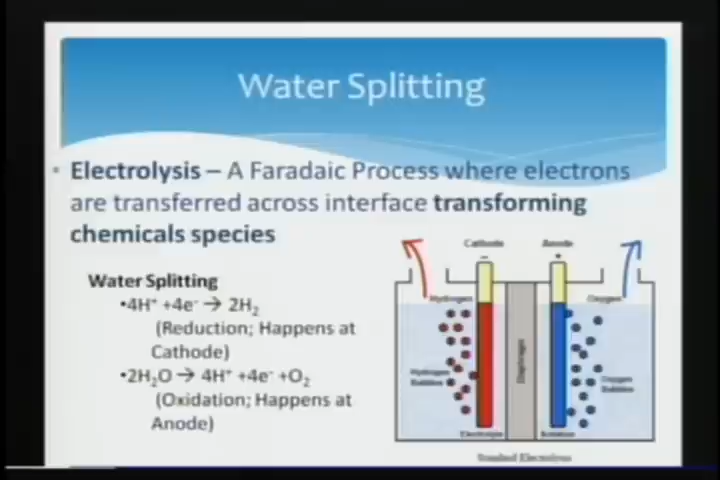 Water Splitting
• Electrolysis – A Faradaic Process where electrons
are transferred across interface transforming
chemicals species
Water Splitting
•4H⁺ +4e⁻ → 2H₂
(Reduction; Happens at
Cathode)
•2H₂O → 4H⁺ +4e⁻ +O₂
(Oxidation; Happens at
Anode)
Cathode
–
Anode
+
Hydrogen
Oxygen
Hydrogen
Bubbles
Diaphragm
Oxygen
Bubbles
Standard Electrolysis